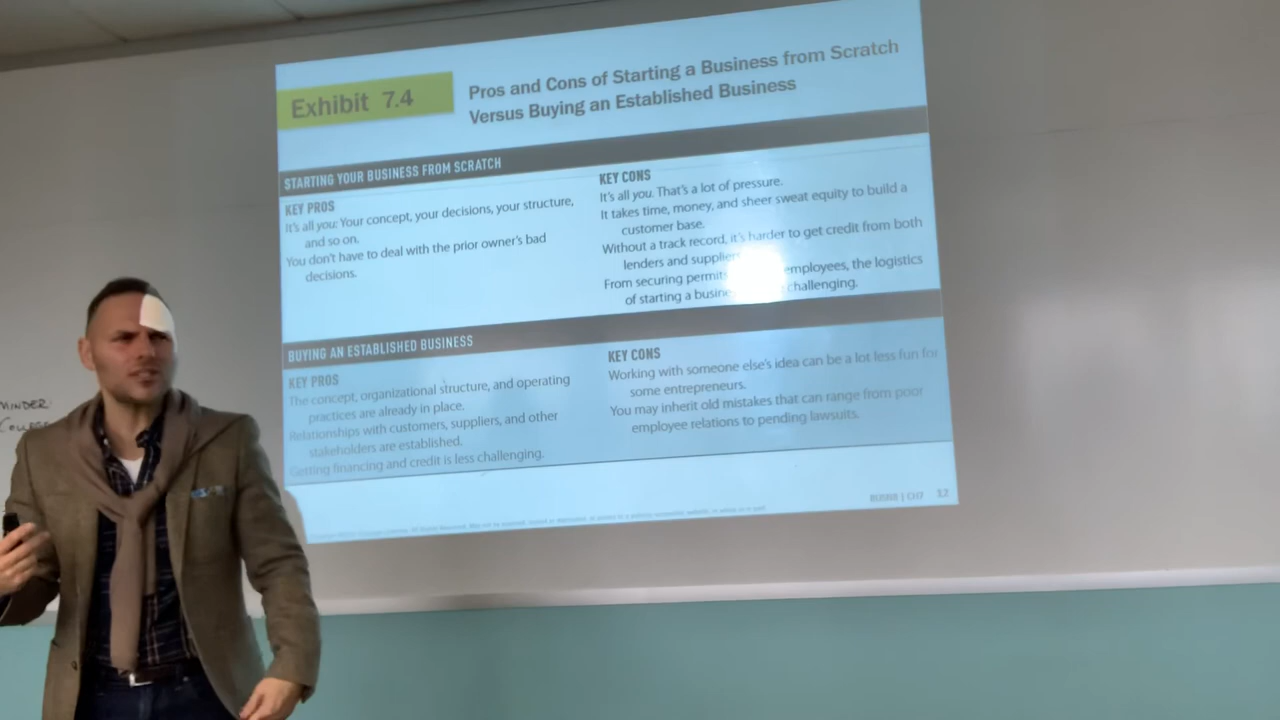 Exhibit 7.4
Pros and Cons of Starting a Business from Scratch
Versus Buying an Established Business
STARTING YOUR BUSINESS FROM SCRATCH
KEY PROS
It's all you: Your concept, your decisions, your structure,
and so on.
You don't have to deal with the prior owner's bad
decisions.
KEY CONS
It's all you. That's a lot of pressure.
It takes time, money, and sheer sweat equity to build a
customer base.
Without a track record, it's harder to get credit from both
lenders and
From securing employees, the logistics
of starting a challenging.
BUYING AN ESTABLISHED BUSINESS
KEY PROS
The concept, organizational structure, and operating
practices are already in place.
Relationships with customers, suppliers, and other
stakeholders are established.
Getting financing and credit is less challenging.
KEY CONS
Working with someone else's idea can be a lot less fun for
some entrepreneurs.
You may inherit old mistakes that can range from poor
employee relations to pending lawsuits.
| CH7 12
MINDER: